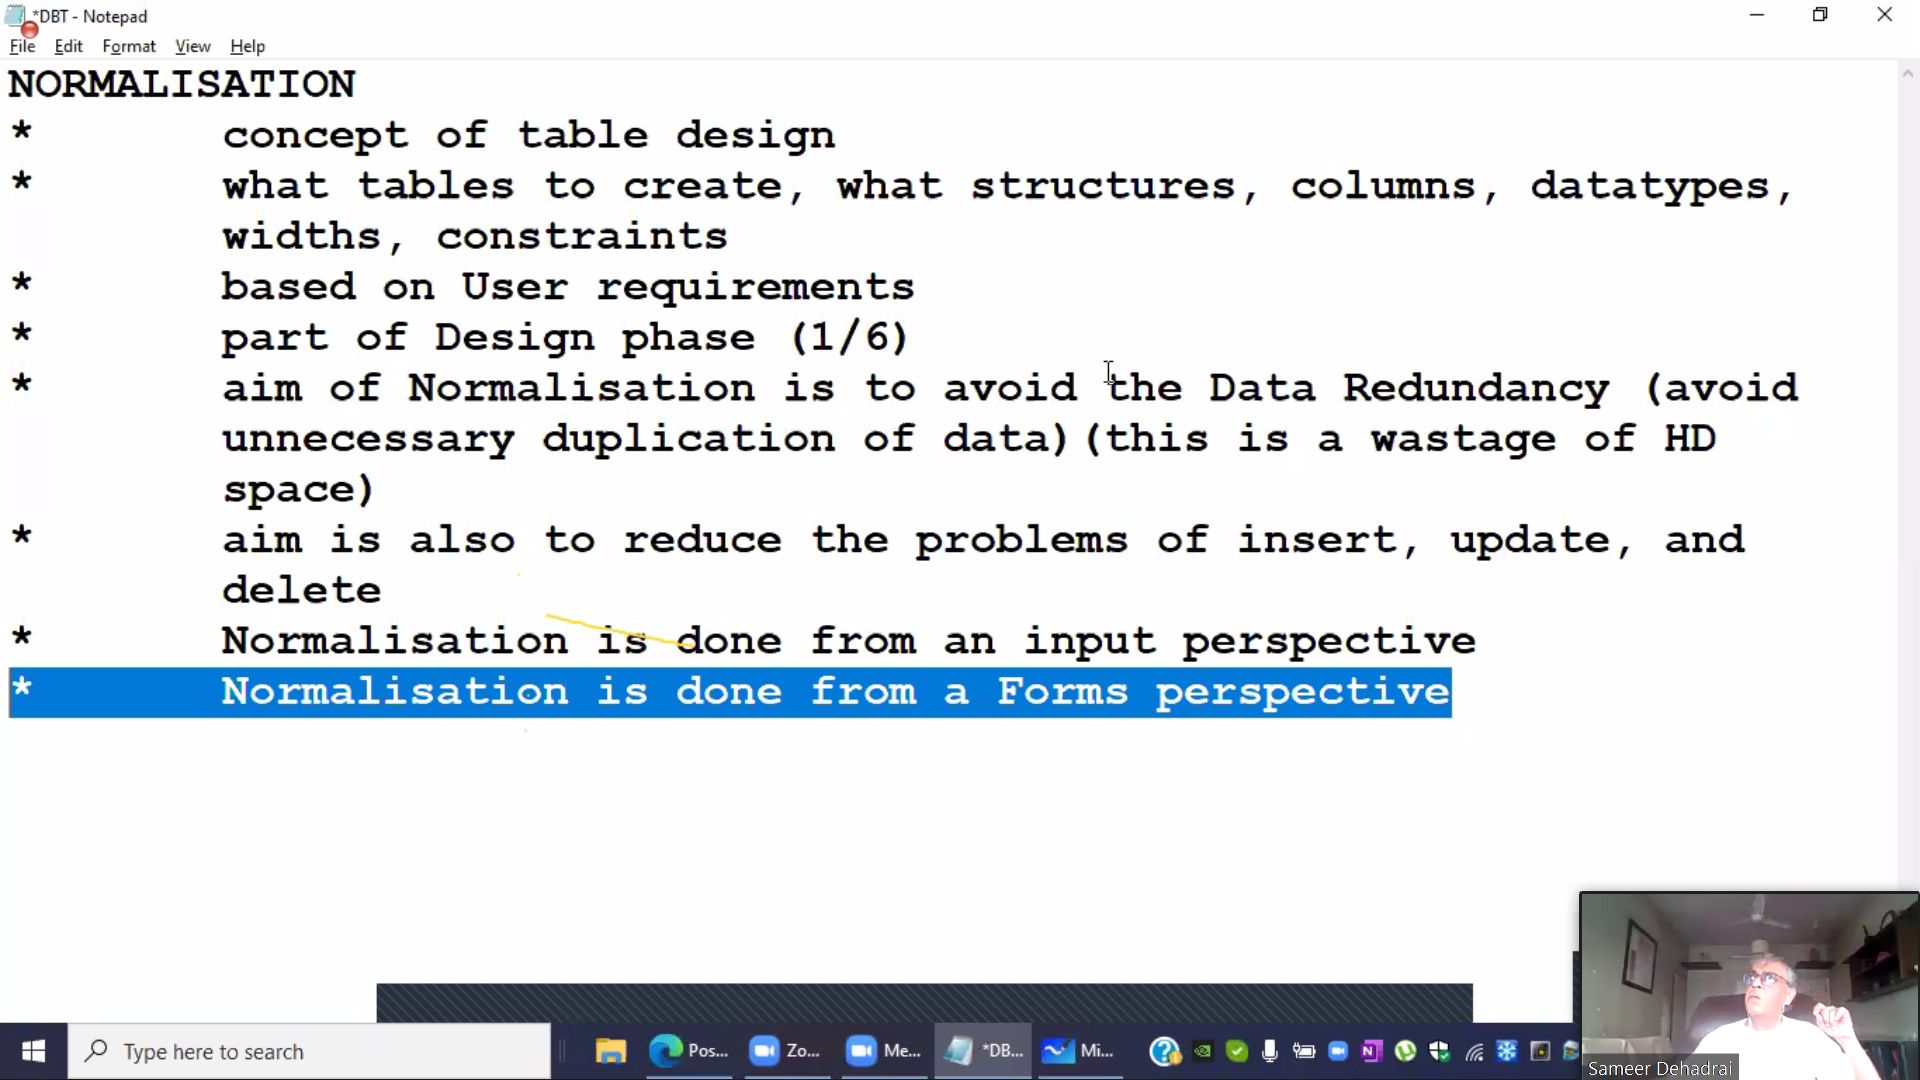 *DBT - Notepad
File Edit Format View Help
NORMALISATION
* concept of table design
* what tables to create, what structures, columns, datatypes,
widths, constraints
* based on User requirements
* part of Design phase (1/6)
* aim of Normalisation is to avoid the Data Redundancy (avoid
unnecessary duplication of data)(this is a wastage of HD
space)
* aim is also to reduce the problems of insert, update, and
delete
* Normalisation is done from an input perspective
* Normalisation is done from a Forms perspective
Type here to search
Pos... Zo... Me... *DB... Mi...
Sameer Dehadrai